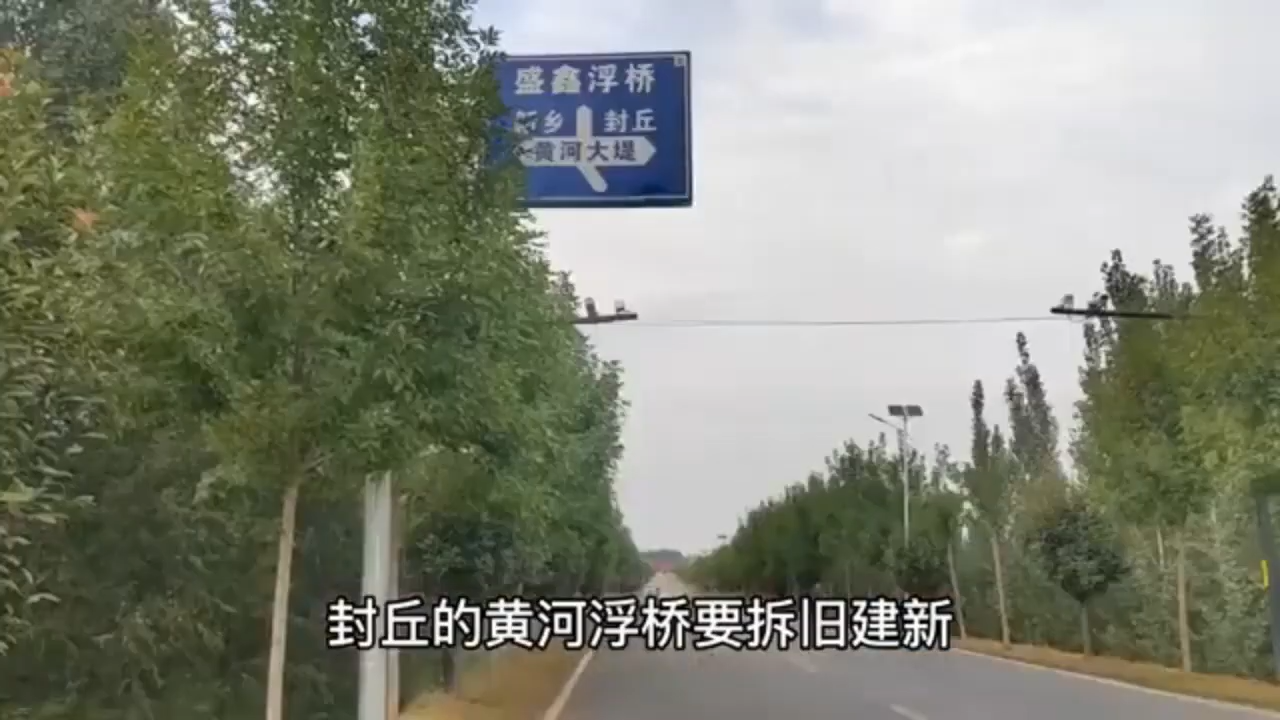 盛鑫浮桥
新乡 封丘
黄河大堤
封丘的黄河浮桥要拆旧建新